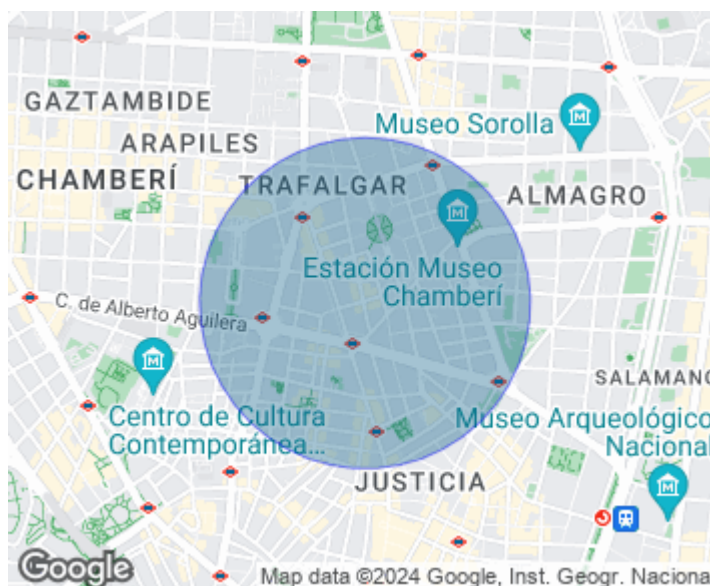 GAZTAMBIDE
Museo Sorolla
ARAPILES
CHAMBERÍ
TRAFALGAR
ALMAGRO
Estación Museo
Chamberí
C. de Alberto Aguilera
SALAMANC
Centro de Cultura
Contemporánea...
Museo Arqueológico
Nacional
JUSTICIA
Google
Map data ©2024 Google, Inst. Geogr. Naciona